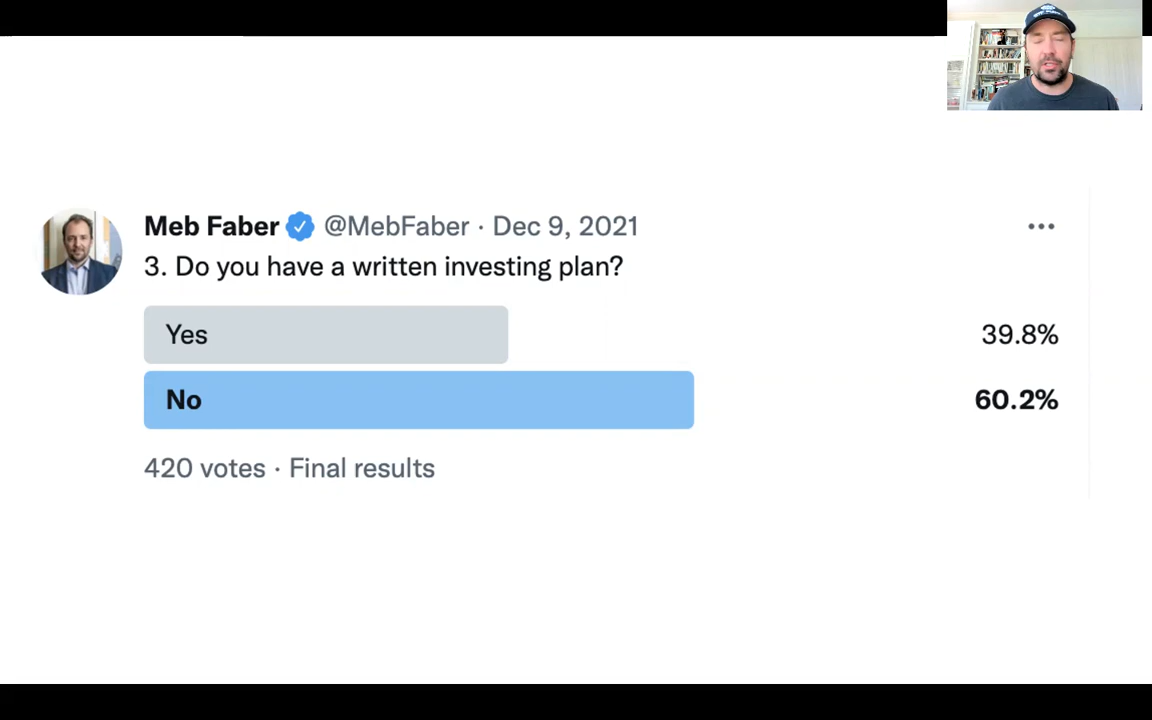 Meb Faber @MebFaber · Dec 9, 2021
3. Do you have a written investing plan?
Yes 39.8%
No 60.2%
420 votes · Final results